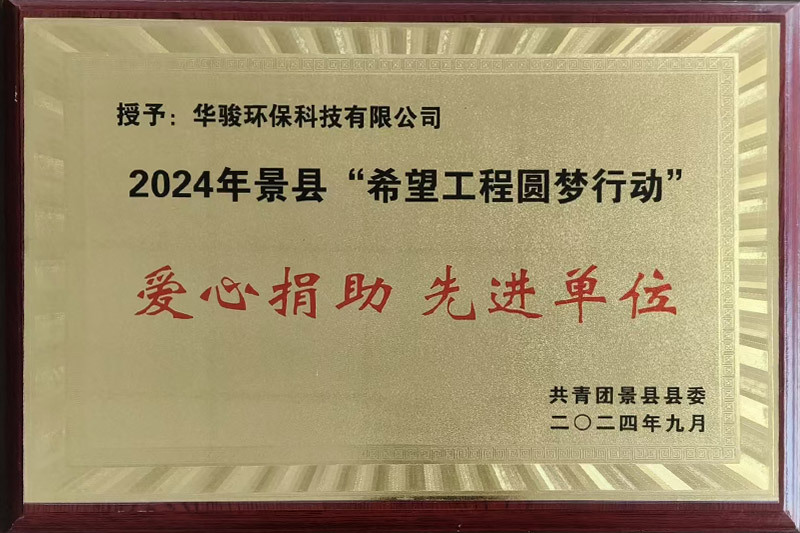 授予：华骏环保科技有限公司
2024年景县“希望工程圆梦行动”
爱心捐助 先进单位
共青团景县县委
二〇二四年九月